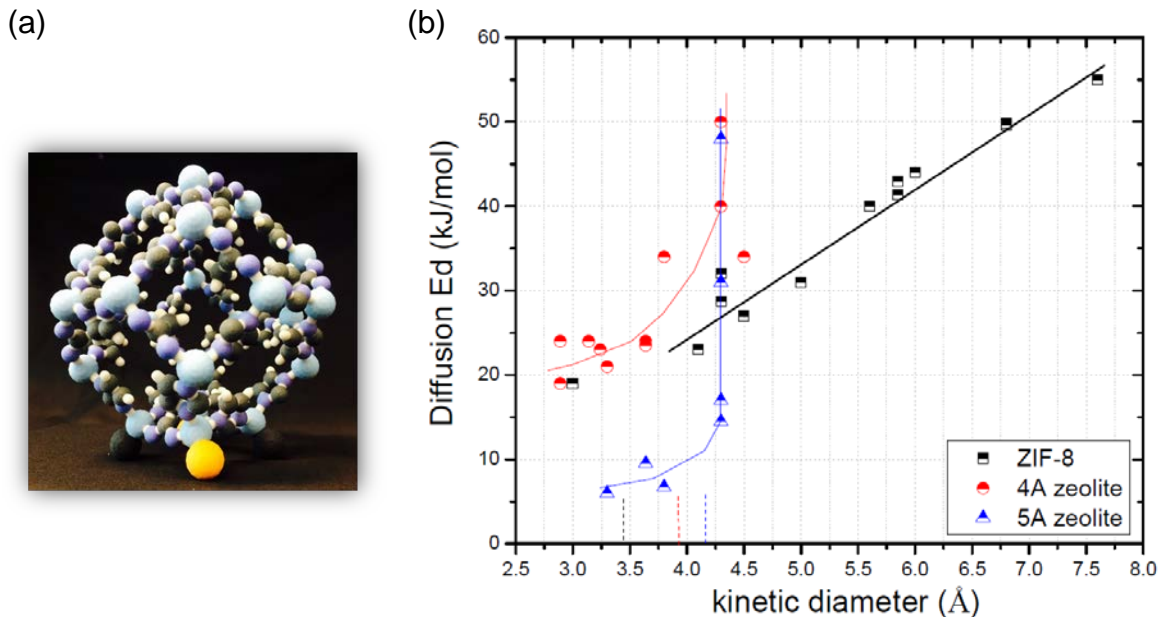 (a)
(b)
60
50
40
30
20
10
0
Diffusion Ed (kJ/mol)
ZIF-8
4A zeolite
5A zeolite
2.5 3.0 3.5 4.0 4.5 5.0 5.5 6.0 6.5 7.0 7.5 8.0
kinetic diameter (Å)